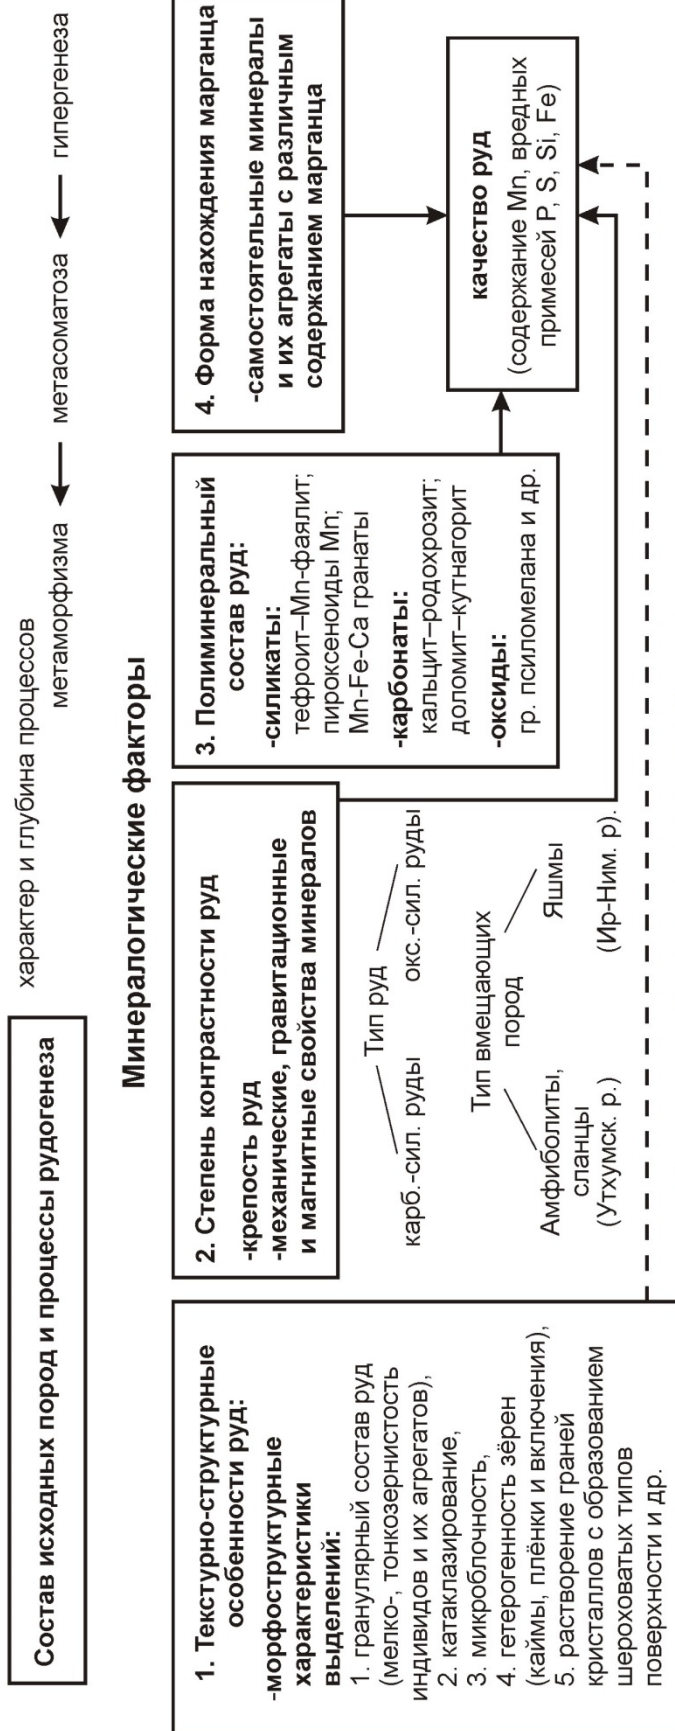 Состав исходных пород и процессы рудогенеза
характер и глубина процессов
метаморфизма
метасоматоза
гипергенеза
Минералогические факторы
1. Текстурно-структурные
особенности руд:
-морфоструктурные
характеристики
выделений:
1. гранулярный состав руд
(мелко-, тонкозернистость
индивидов и их агрегатов),
2. катаклазирование,
3. микроблочность,
4. гетерогенность зёрен
(каймы, плёнки и включения),
5. растворение граней
кристаллов с образованием
шероховатых типов
поверхности и др.
2. Степень контрастности руд
-крепость руд
-механические, гравитационные
и магнитные свойства минералов
Тип руд
карб.-сил. руды
окс.-сил. руды
Тип вмещающих
пород
Амфиболиты,
сланцы
(Утхумск. р.)
Яшмы
(Ир-Ним. р).
3. Полиминеральный
состав руд:
-силикаты:
тефроит–Mn-фаялит;
пироксеноиды Mn;
Mn-Fe-Ca гранаты
-карбонаты:
кальцит–родохрозит;
доломит–кутнагорит
-оксиды:
гр. псиломелана и др.
4. Форма нахождения марганца
-самостоятельные минералы
и их агрегаты с различным
содержанием марганца
качество руд
(содержание Mn, вредных
примесей P, S, Si, Fe)